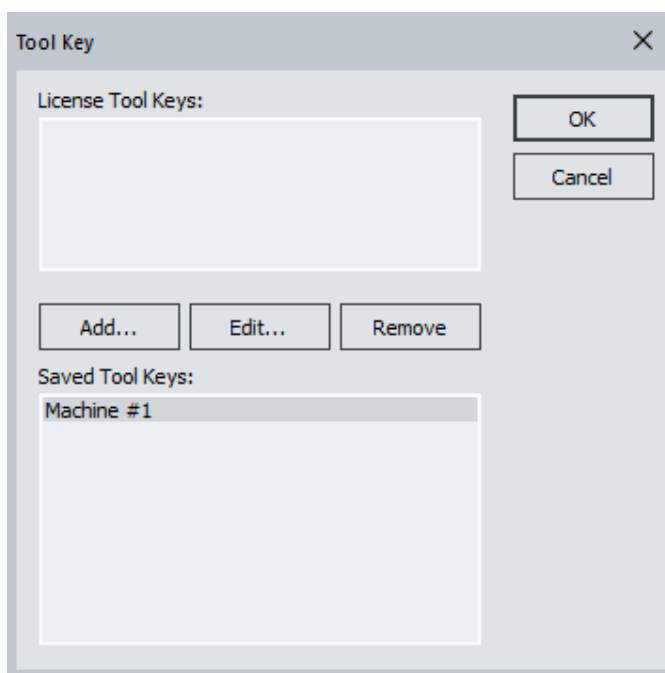 Tool Key
License Tool Keys:
OK
Cancel
Add...
Edit...
Remove
Saved Tool Keys:
Machine #1